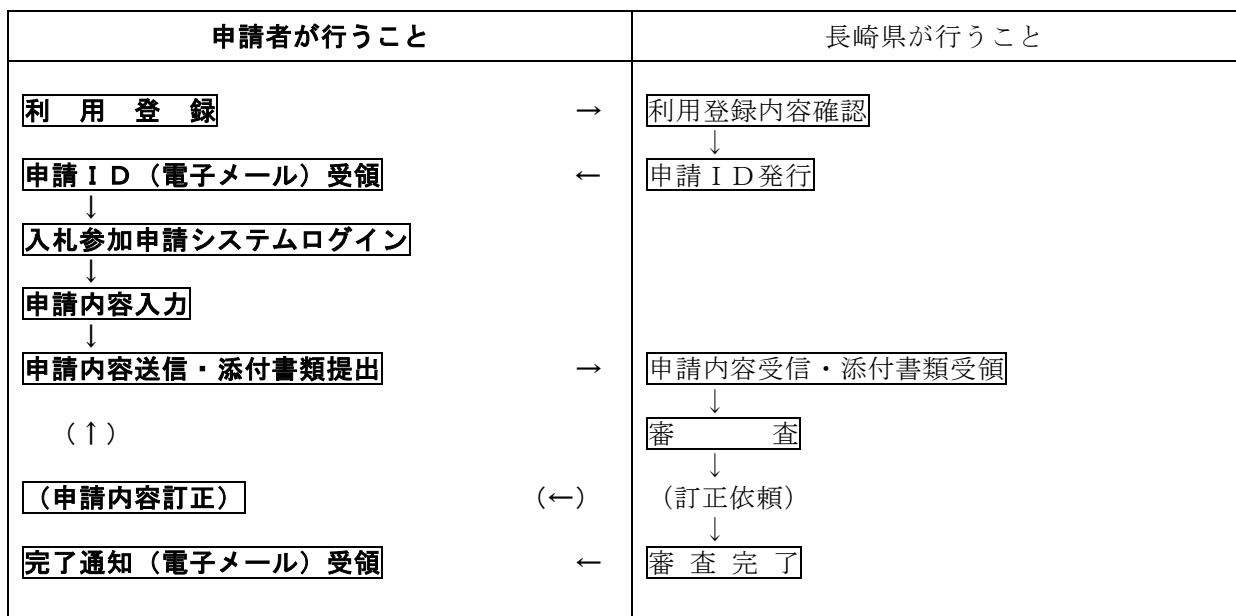 申請者が行うこと 長崎県が行うこと
利 用 登 録 → 利用登録内容確認
↓
申請ＩＤ（電子メール）受領 ← 申請ＩＤ発行
↓
入札参加申請システムログイン
↓
申請内容入力
↓
申請内容送信・添付書類提出 → 申請内容受信・添付書類受領
↓
（↑） 審 査
↓
（申請内容訂正） （←） （訂正依頼）
↓
完了通知（電子メール）受領 ← 審 査 完 了